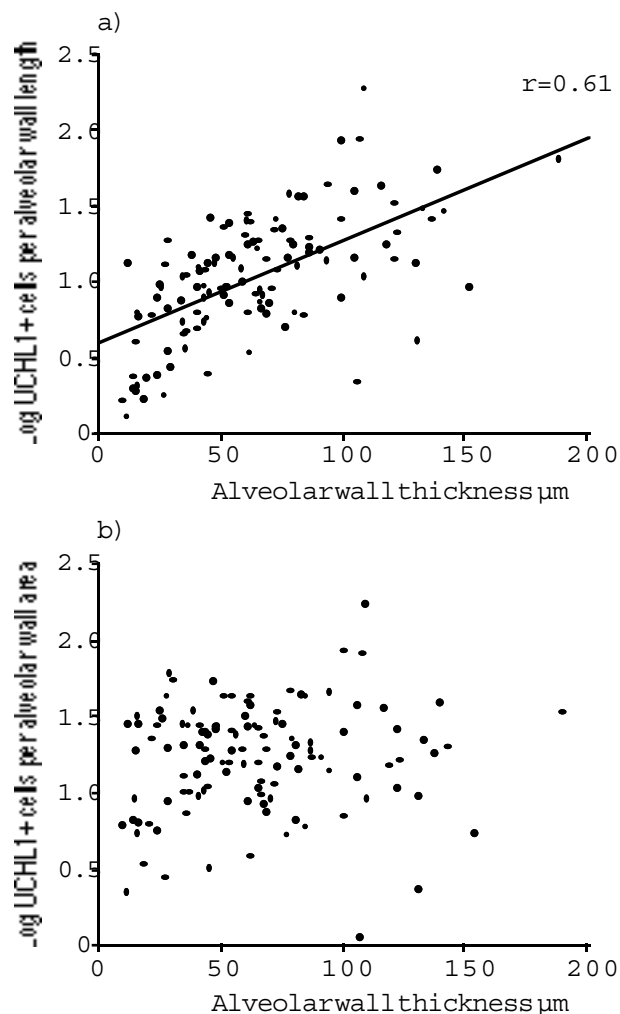 a)
Log UCHL1+ cells per alveolar wall length
2.5
2.0
1.5
1.0
0.5
0
r=0.61
0 50 100 150 200
Alveolar wall thickness µm
b)
Log UCHL1+ cells per alveolar wall area
2.5
2.0
1.5
1.0
0.5
0
0 50 100 150 200
Alveolar wall thickness µm